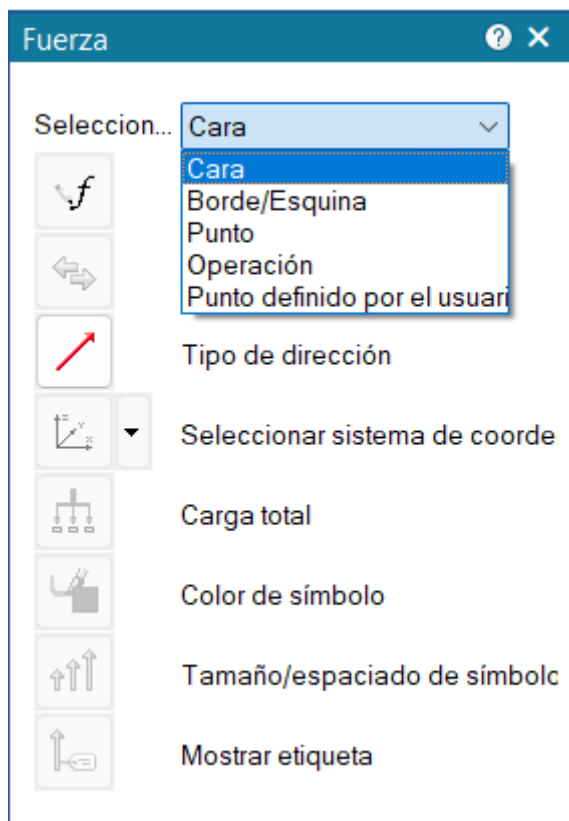 Fuerza
Seleccion... Cara
Cara
Borde/Esquina
Punto
Operación
Punto definido por el usuari
Tipo de dirección
Seleccionar sistema de coorde
Carga total
Color de símbolo
Tamaño/espaciado de símbolo
Mostrar etiqueta